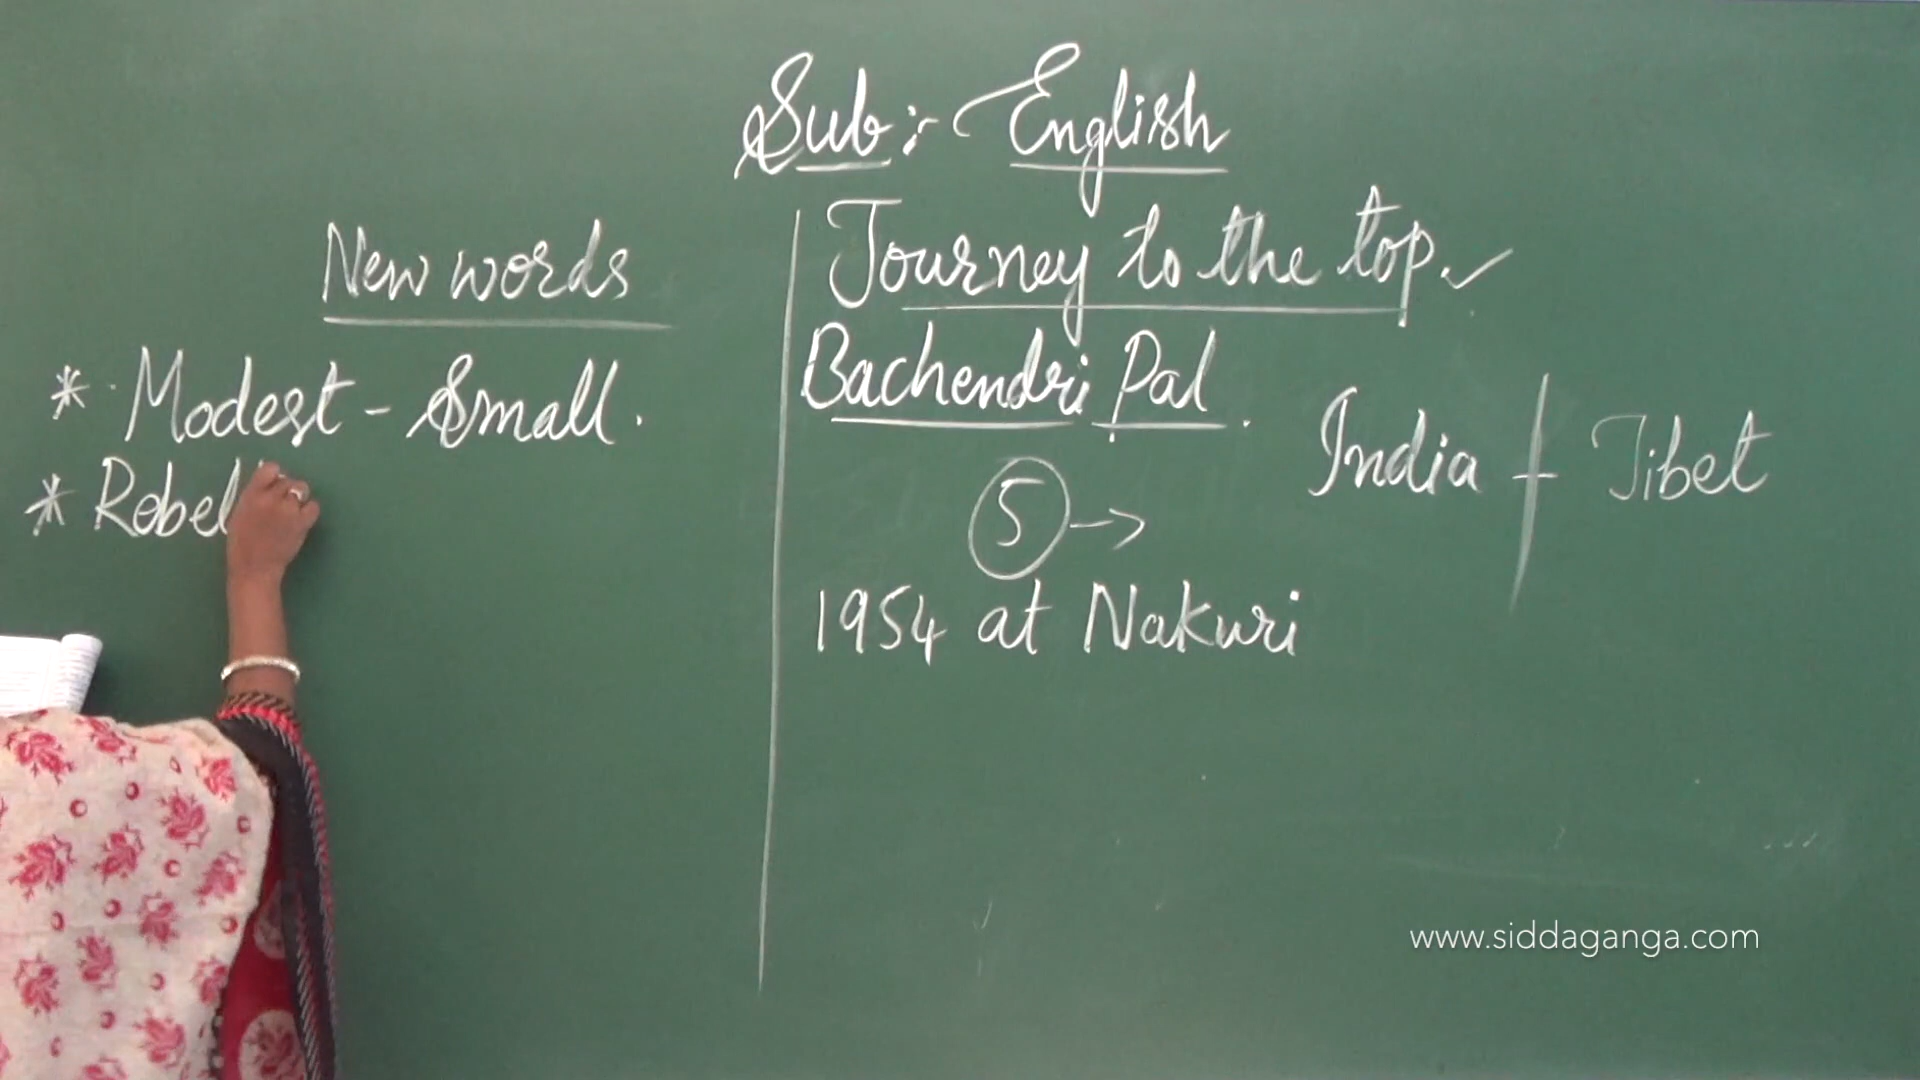 Sub:- English
New words
* Modest - Small.
* Rebel
Journey to the top.
Bachendri Pal.
India Tibet
5 →
1954 at Nakuri
www.siddaganga.com